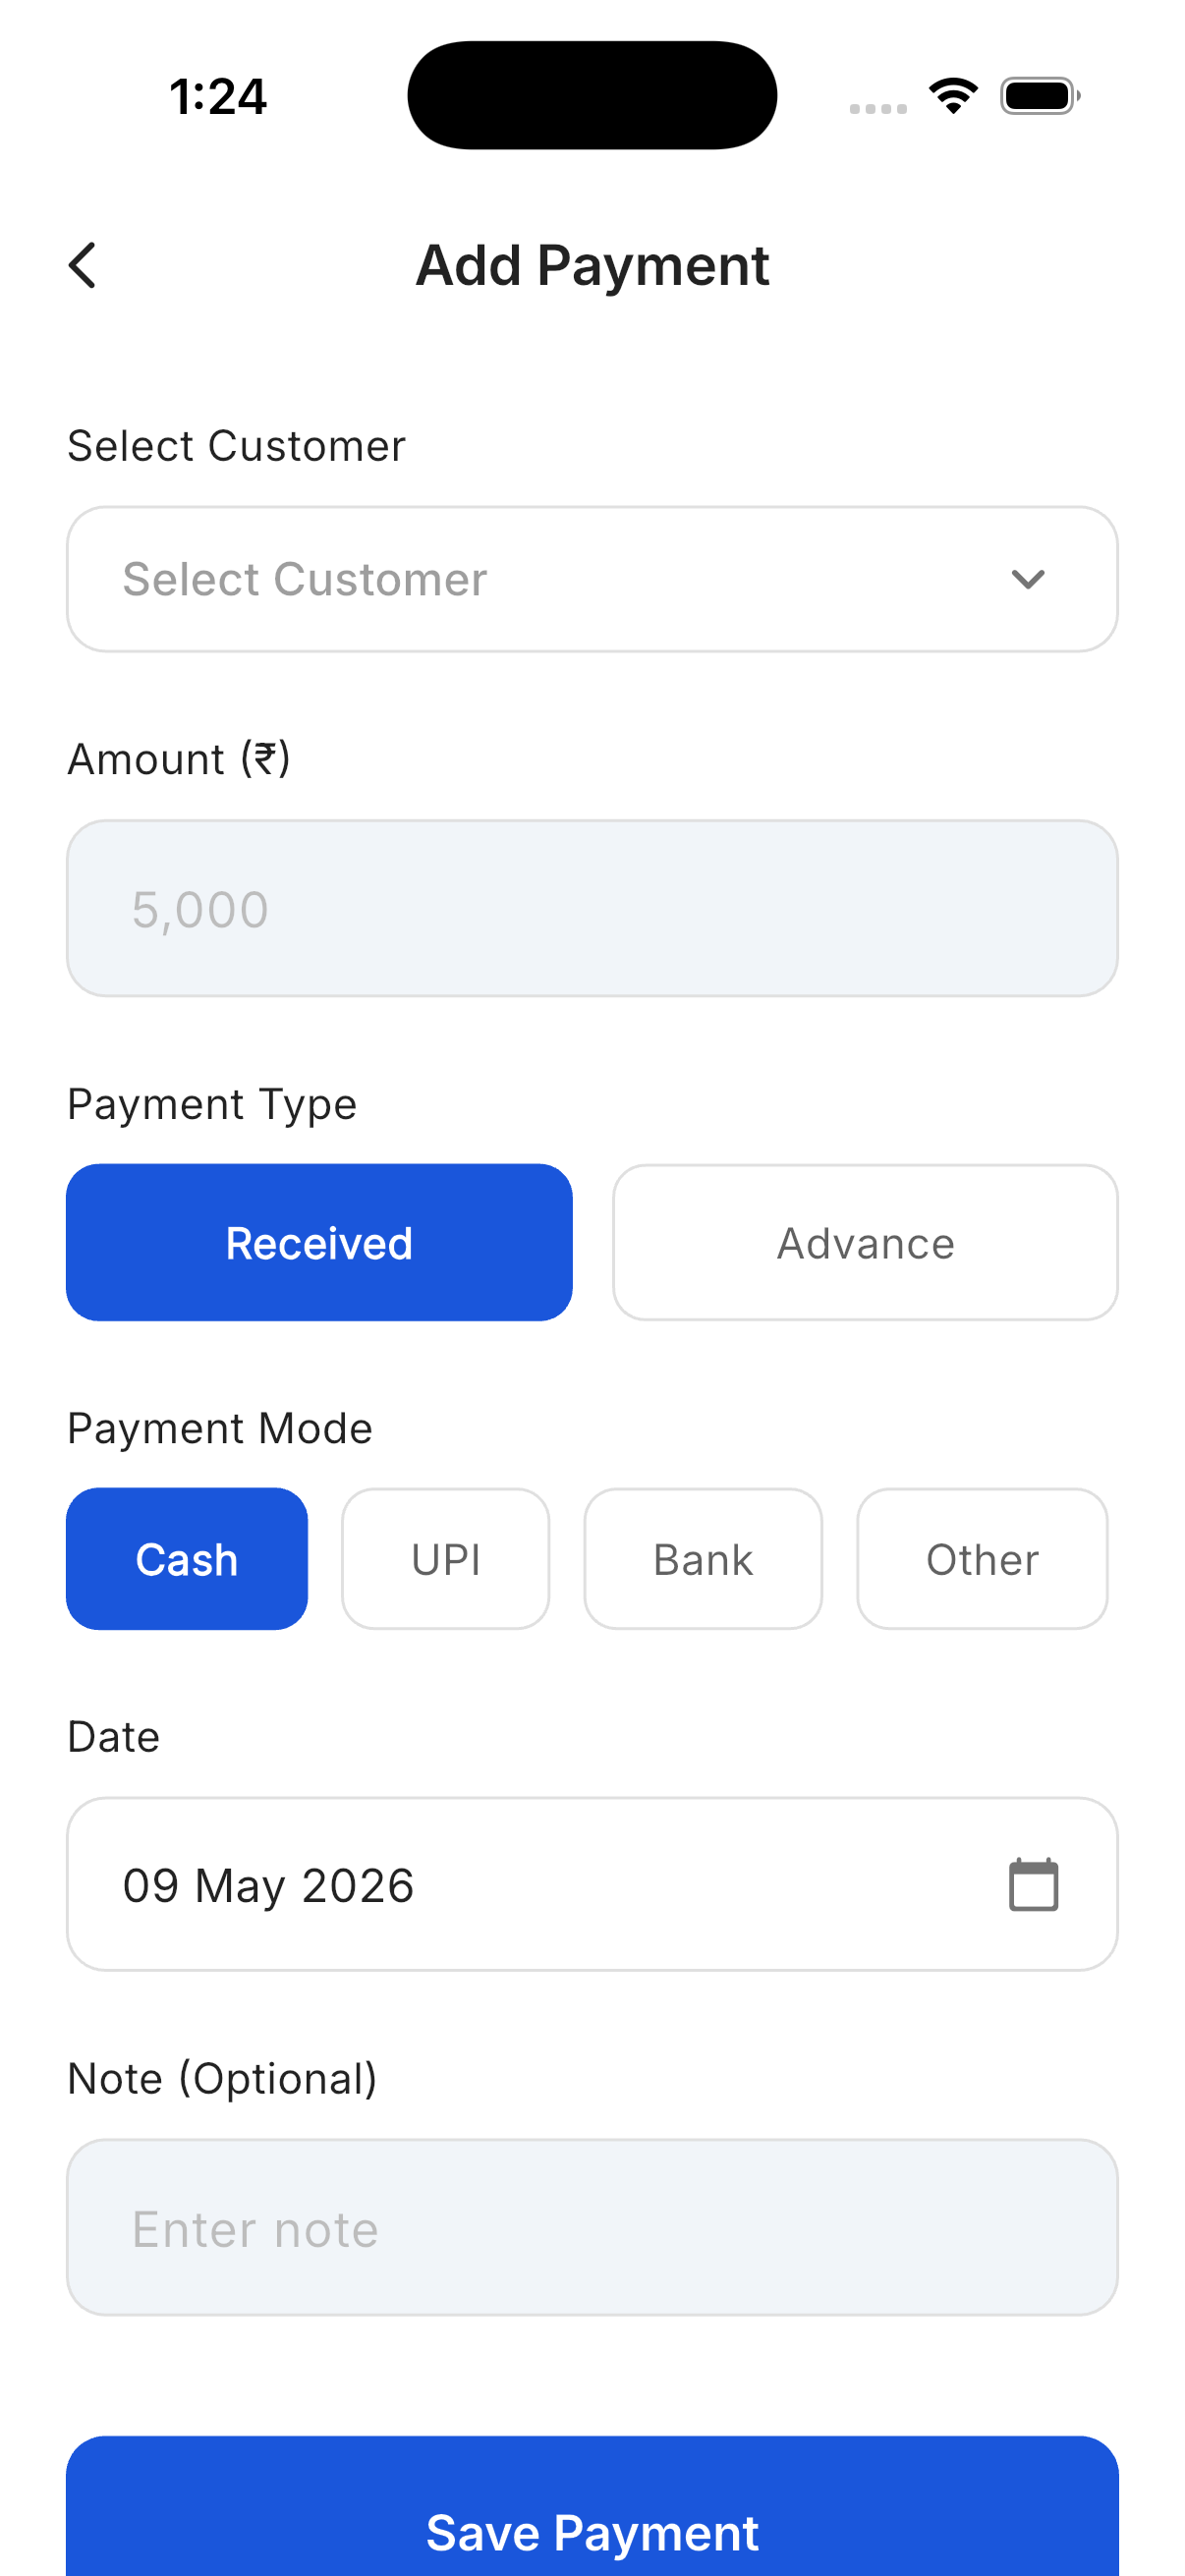 1:24
Add Payment
Select Customer
Select Customer
Amount (₹)
5,000
Payment Type
Received Advance
Payment Mode
Cash UPI Bank Other
Date
09 May 2026
Note (Optional)
Enter note
Save Payment